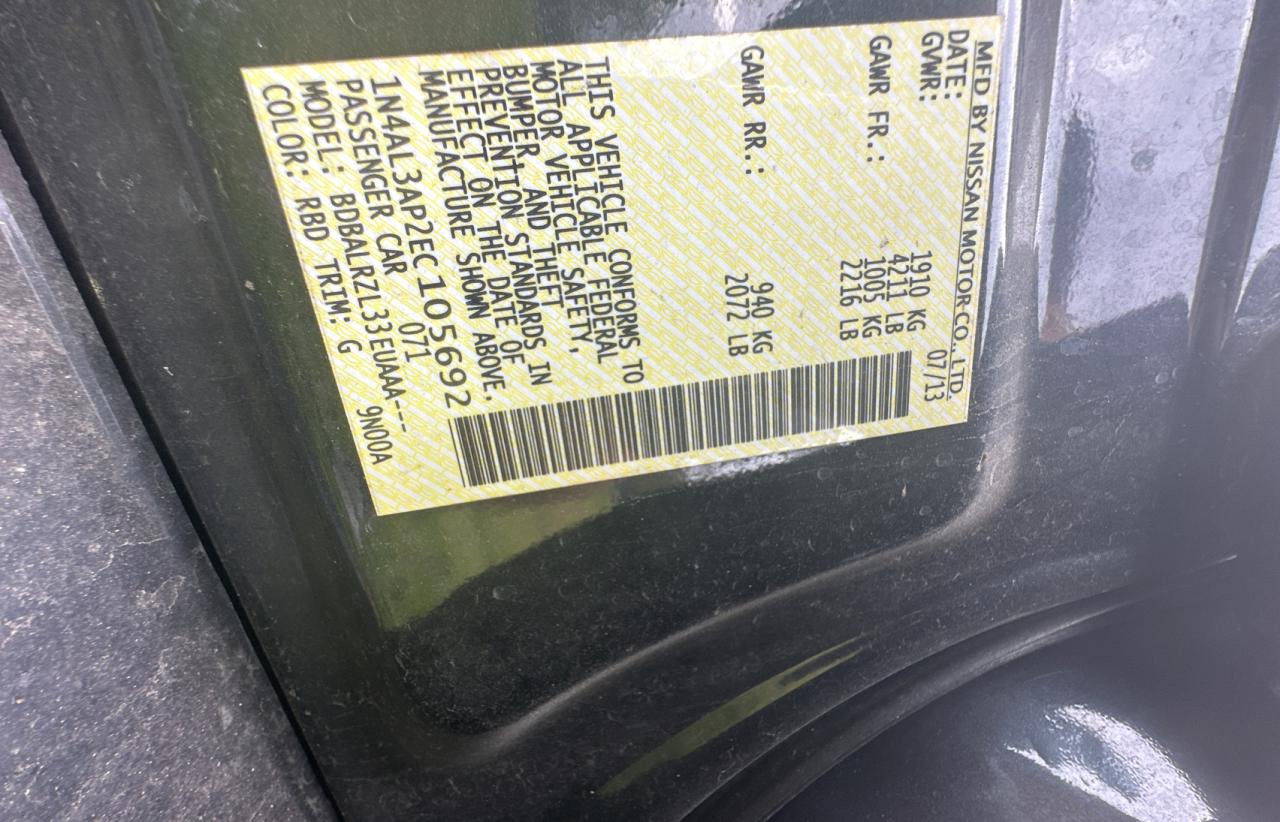 MFD BY NISSAN MOTOR CO., LTD.
DATE: 07/13
GVWR: 1910 KG
4211 LB
GAWR FR.: 1005 KG
2216 LB
GAWR RR.: 940 KG
2072 LB
THIS VEHICLE CONFORMS TO
ALL APPLICABLE FEDERAL
MOTOR VEHICLE SAFETY,
BUMPER, AND THEFT
PREVENTION STANDARDS IN
EFFECT ON THE DATE OF
MANUFACTURE SHOWN ABOVE.
1N4AL3AP2EC105692
PASSENGER CAR 071
MODEL: BDBALRZL33EUAAA---
COLOR: RBD TRIM: G 9N00A